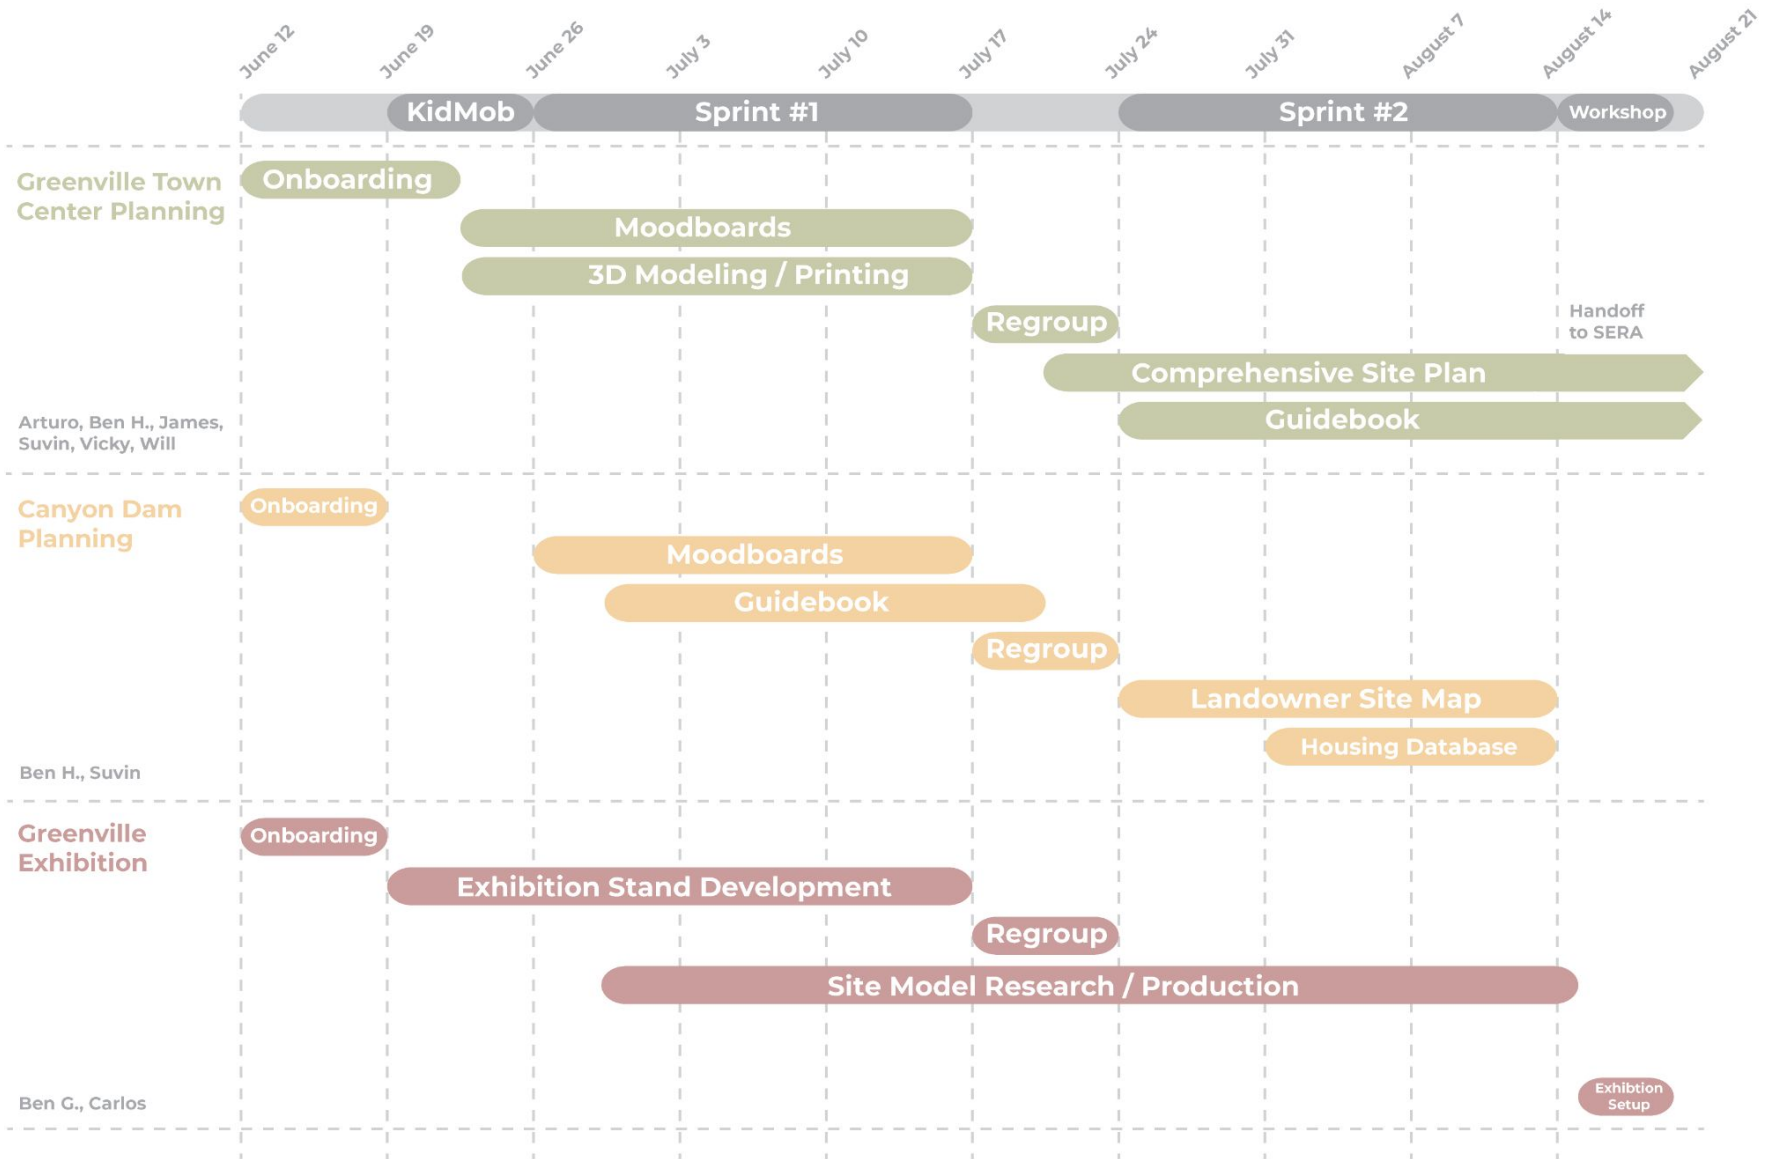 June 12
June 19
June 26
July 3
July 10
July 17
July 24
July 31
August 7
August 14
August 21
KidMob
Sprint #1
Sprint #2
Workshop
Greenville Town
Center Planning
Onboarding
Moodboards
3D Modeling / Printing
Regroup
Handoff
to SERA
Comprehensive Site Plan
Guidebook
Arturo, Ben H., James,
Suvin, Vicky, Will
Canyon Dam
Planning
Onboarding
Moodboards
Guidebook
Regroup
Landowner Site Map
Housing Database
Ben H., Suvin
Greenville
Exhibition
Onboarding
Exhibition Stand Development
Regroup
Site Model Research / Production
Exhibtion
Setup
Ben G., Carlos